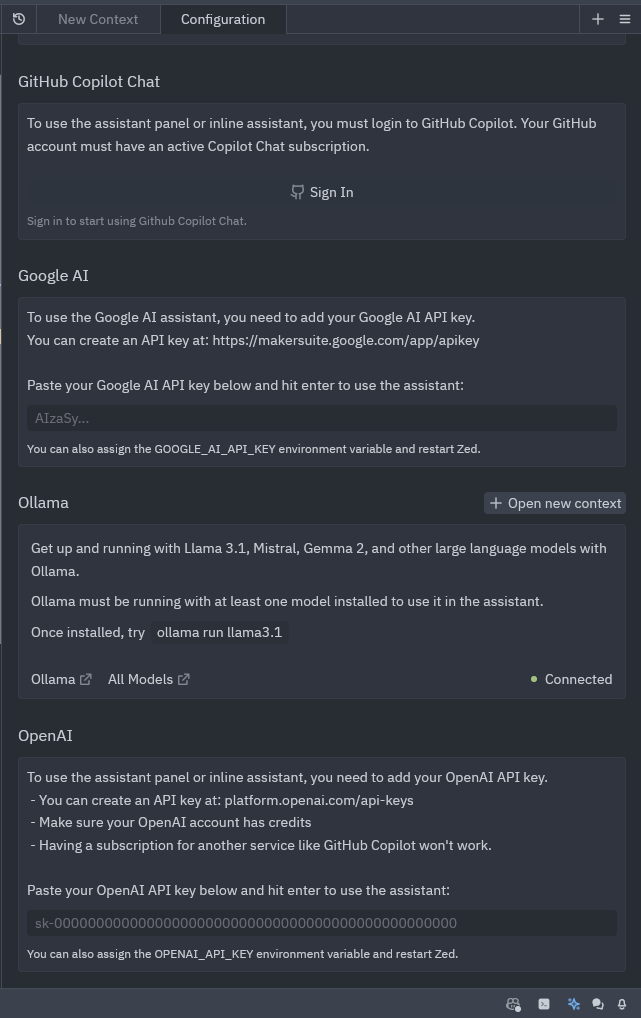 New Context
Configuration
GitHub Copilot Chat
To use the assistant panel or inline assistant, you must login to GitHub Copilot. Your GitHub
account must have an active Copilot Chat subscription.
Sign In
Sign in to start using Github Copilot Chat.
Google AI
To use the Google AI assistant, you need to add your Google AI API key.
You can create an API key at: https://makersuite.google.com/app/apikey
Paste your Google AI API key below and hit enter to use the assistant:
AIzaSy...
You can also assign the GOOGLE_AI_API_KEY environment variable and restart Zed.
Ollama
Open new context
Get up and running with Llama 3.1, Mistral, Gemma 2, and other large language models with
Ollama.
Ollama must be running with at least one model installed to use it in the assistant.
Once installed, try ollama run llama3.1
Ollama All Models
Connected
OpenAI
To use the assistant panel or inline assistant, you need to add your OpenAI API key.
- You can create an API key at: platform.openai.com/api-keys
- Make sure your OpenAI account has credits
- Having a subscription for another service like GitHub Copilot won't work.
Paste your OpenAI API key below and hit enter to use the assistant:
sk-000000000000000000000000000000000000000000000000
You can also assign the OPENAI_API_KEY environment variable and restart Zed.